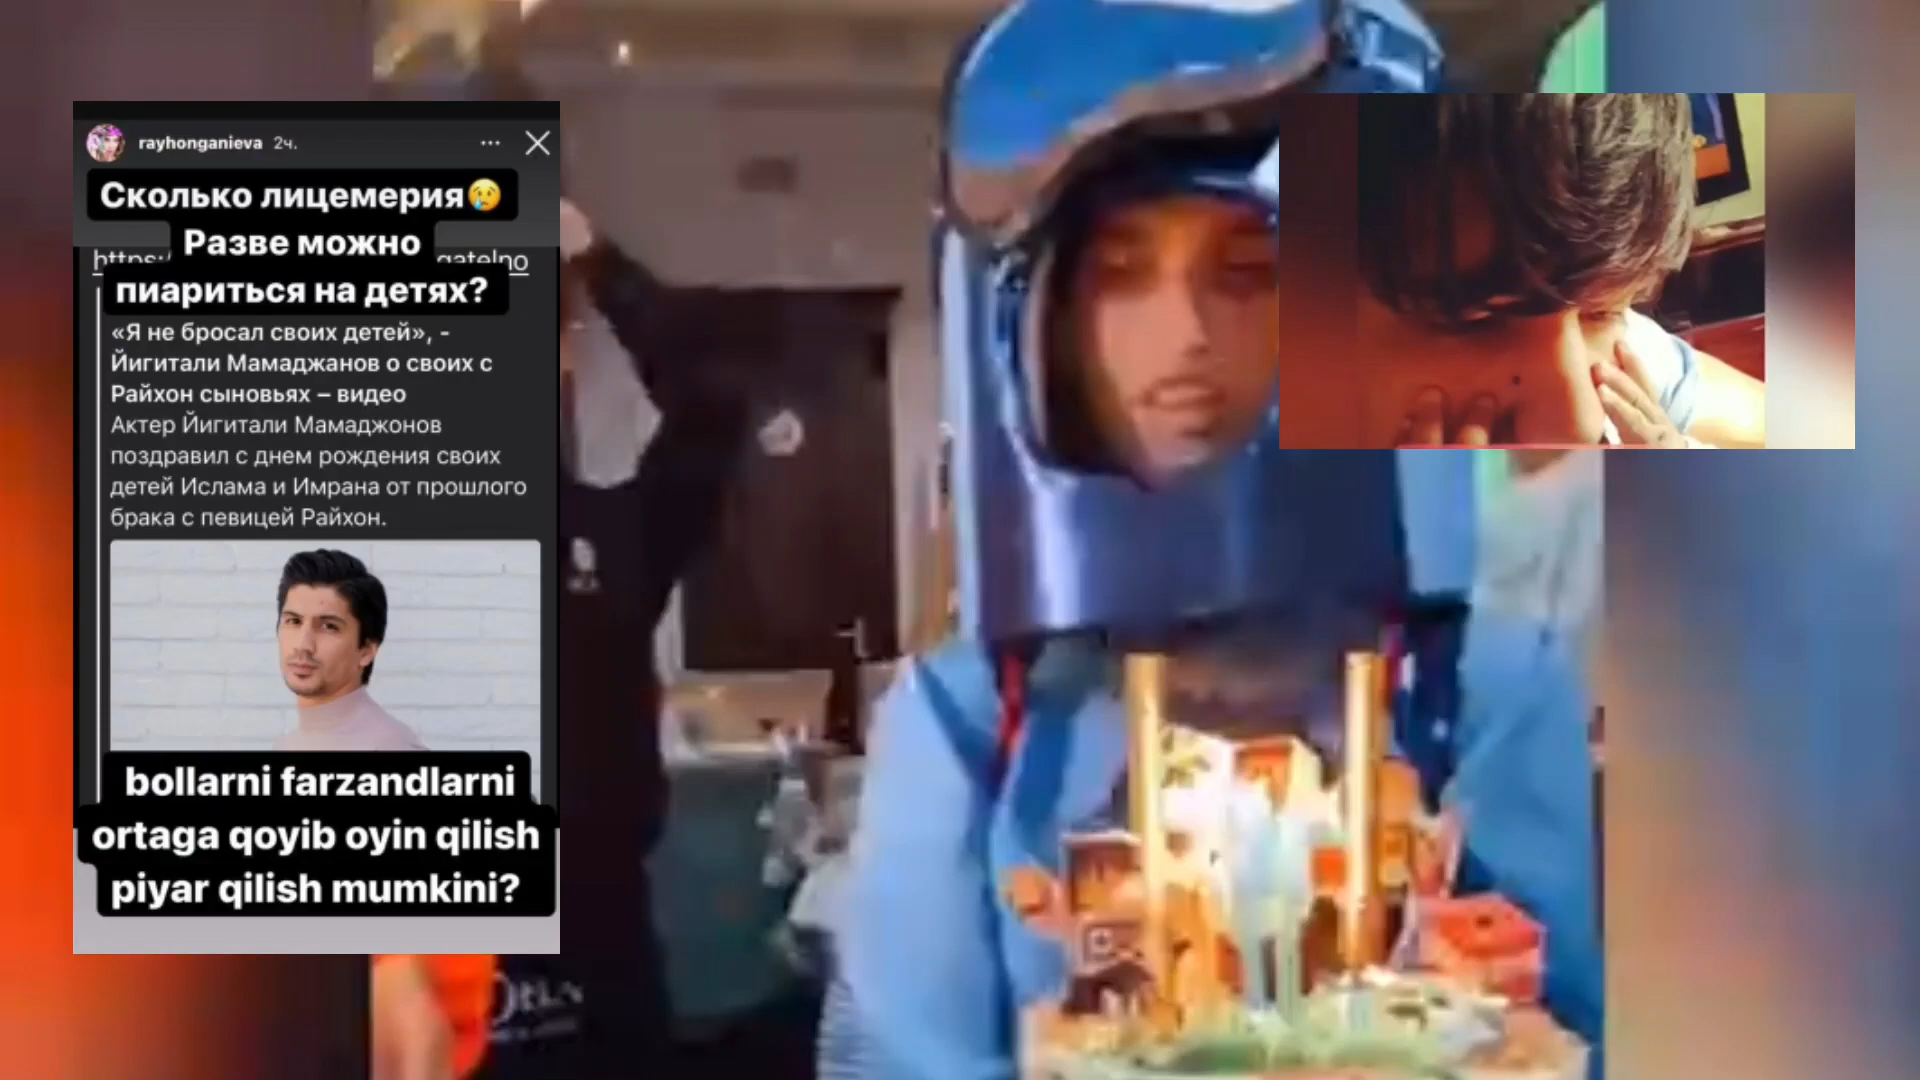 rayhonganieva 2ч.
Сколько лицемерия😢
Разве можно
https: gatelno
пиариться на детях?
«Я не бросал своих детей», -
Йигитали Мамаджанов о своих с
Райхон сыновьях – видео
Актер Йигитали Мамаджонов
поздравил с днем рождения своих
детей Ислама и Имрана от прошлого
брака с певицей Райхон.
bollarni farzandlarni
ortaga qoyib oyin qilish
piyar qilish mumkini?